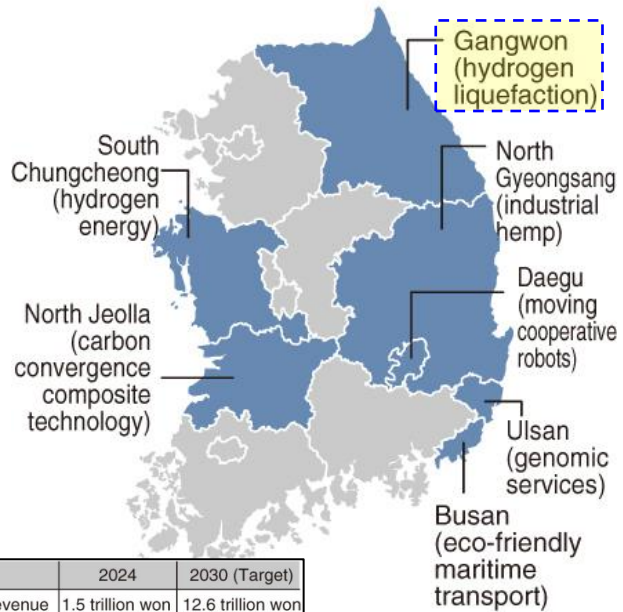 Gangwon
(hydrogen
liquefaction)
South
Chungcheong
(hydrogen
energy)
North
Gyeongsang
(industrial
hemp)
Daegu
(moving
cooperative
robots)
North Jeolla
(carbon
convergence
composite
technology)
Ulsan
(genomic
services)
Busan
(eco-friendly
maritime
transport)
2024 2030 (Target)
1.5 trillion won 12.6 trillion won